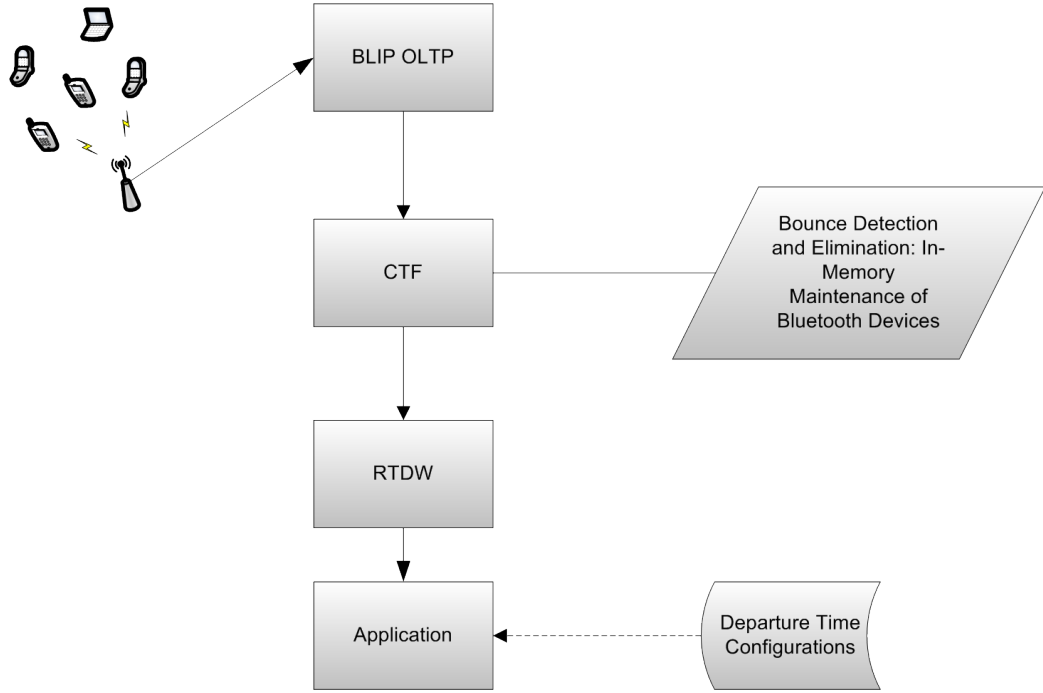 BLIP OLTP
CTF
Bounce Detection
and Elimination: In-
Memory
Maintenance of
Bluetooth Devices
RTDW
Application
Departure Time
Configurations